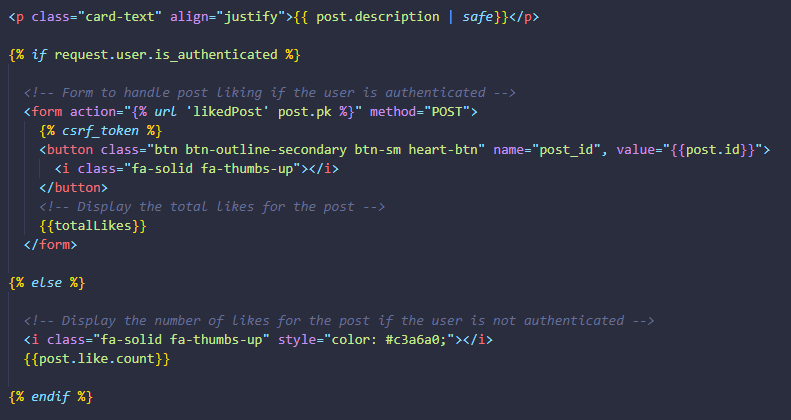 <p class="card-text" align="justify">{{ post.description | safe}}</p>
{% if request.user.is_authenticated %}
<!-- Form to handle post liking if the user is authenticated -->
<form action="{% url 'likedPost' post.pk %}" method="POST">
{% csrf_token %}
<button class="btn btn-outline-secondary btn-sm heart-btn" name="post_id", value="{{post.id}}">
<i class="fa-solid fa-thumbs-up"></i>
</button>
<!-- Display the total likes for the post -->
{{totalLikes}}
</form>
{% else %}
<!-- Display the number of likes for the post if the user is not authenticated -->
<i class="fa-solid fa-thumbs-up" style="color: #c3a6a0;"></i>
{{post.like.count}}
{% endif %}